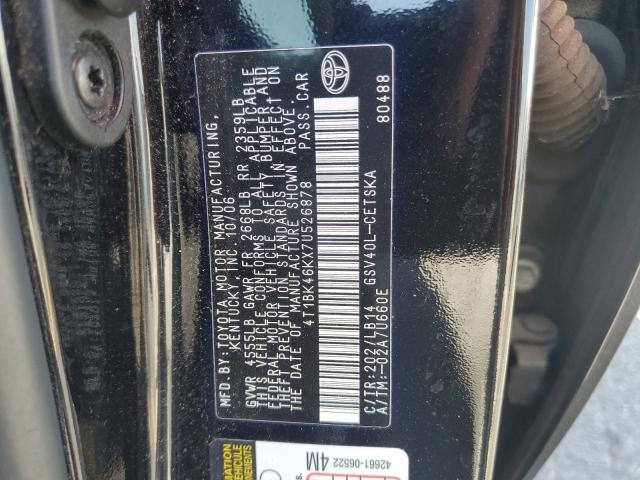 MFD.BY:TOYOTA MOTOR MANUFACTURING,
KENTUCKY, INC. 10/06
GVWR 4555LB GAWR FR 2668LB RR 2359LB
THIS VEHICLE CONFORMS TO ALL APPLICABLE
FEDERAL MOTOR VEHICLE SAFETY BUMPER, AND
THEFT PREVENTION STANDARDS IN EFFECT ON
THE DATE OF MANUFACTURE SHOWN ABOVE.
4T1BK46KX7U526878 PASS.CAR
C/TR:202/LB14 GSV40L-CETSKA
A/TM:-02A/U660E 80488
42661-06522
4M